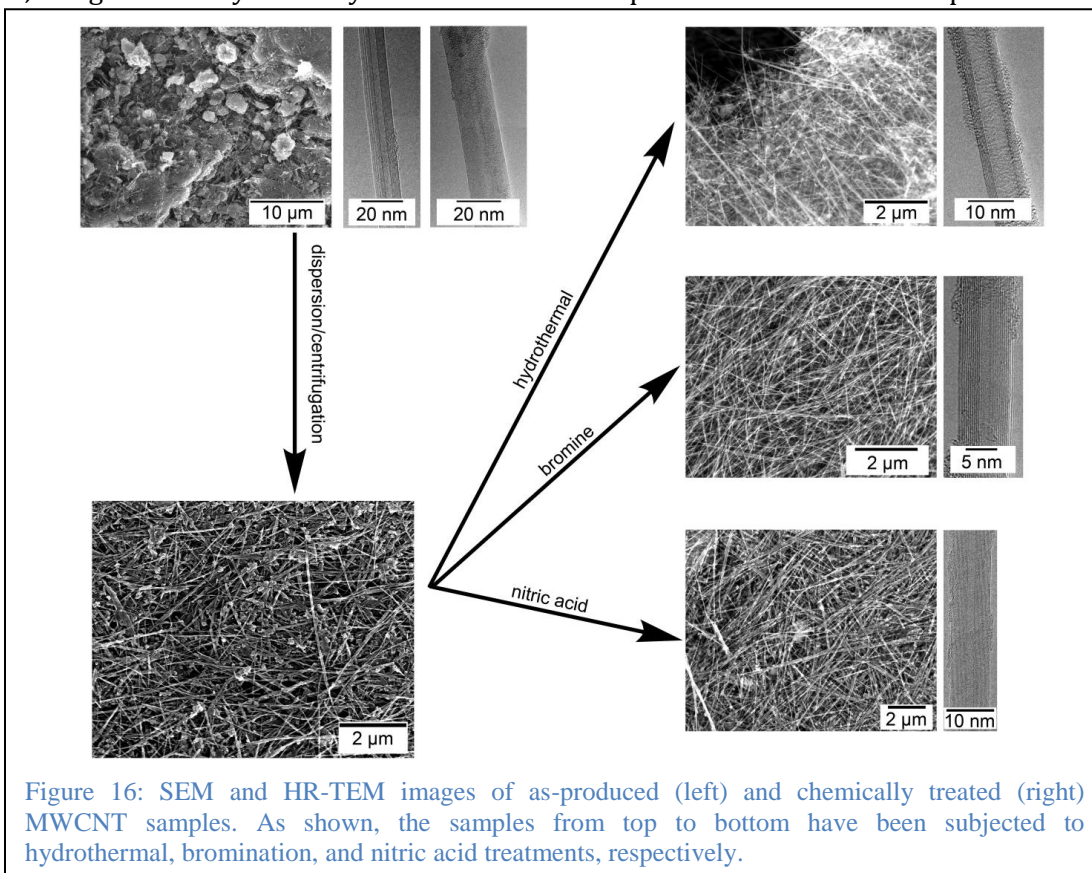 10 µm
20 nm
20 nm
2 µm
10 nm
dispersion/centrifugation
hydrothermal
bromine
nitric acid
2 µm
5 nm
2 µm
2 µm
10 nm
Figure 16: SEM and HR-TEM images of as-produced (left) and chemically treated (right)
MWCNT samples. As shown, the samples from top to bottom have been subjected to
hydrothermal, bromination, and nitric acid treatments, respectively.